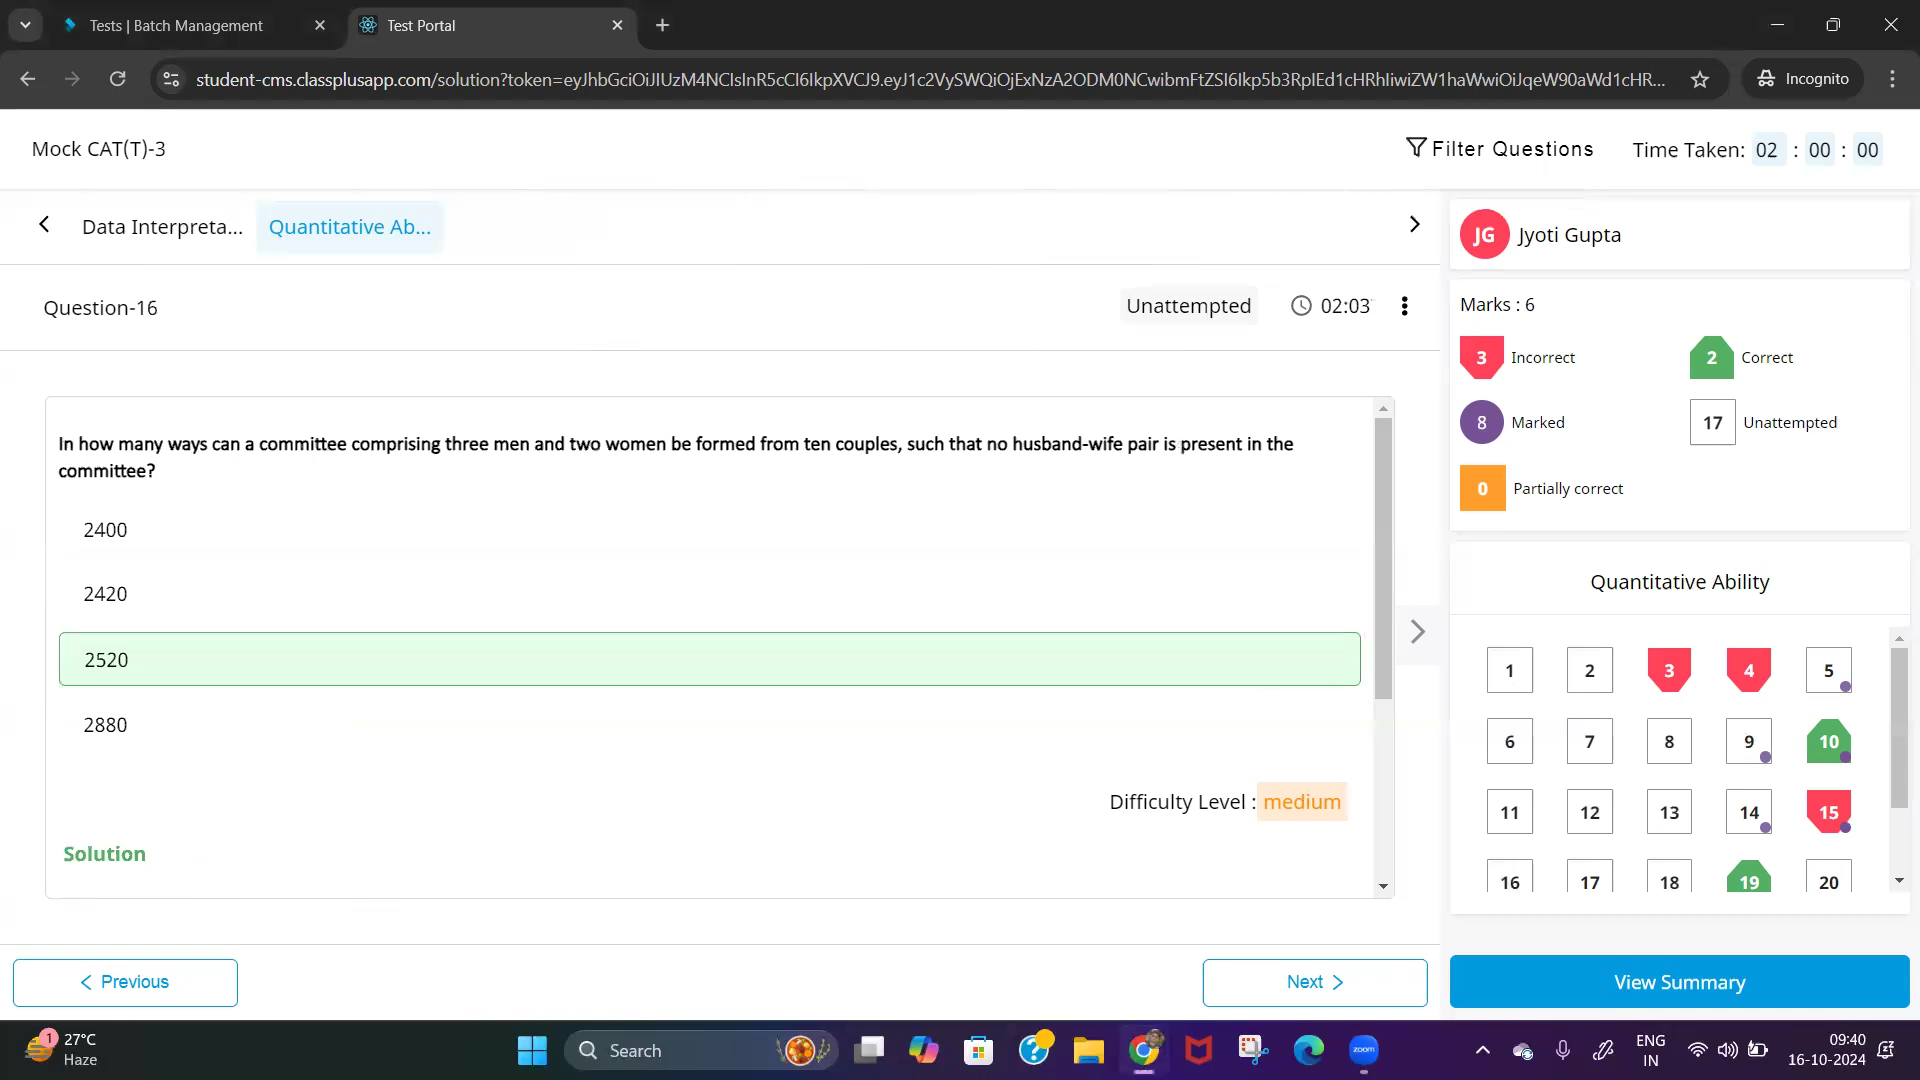 Tests | Batch Management
Test Portal
student-cms.classplusapp.com/solution?token=eyJhbGciOiJIUzM4NCIsInR5cCI6IkpXVCJ9.eyJ1c2VySWQiOjExNzA2ODM0NCwibmFtZSI6Ikp5b3RpIEd1cHRhIiwiZW1haWwiOiJqeW90aWd1cHR...
Incognito
Mock CAT(T)-3
Filter Questions
Time Taken: 02 : 00 : 00
Data Interpreta...
Quantitative Ab...
JG
Jyoti Gupta
Question-16
Unattempted
02:03
Marks : 6
3 Incorrect
2 Correct
8 Marked
17 Unattempted
0 Partially correct
In how many ways can a committee comprising three men and two women be formed from ten couples, such that no husband-wife pair is present in the
committee?
2400
2420
2520
2880
Difficulty Level : medium
Solution
Quantitative Ability
1 2 3 4 5
6 7 8 9 10
11 12 13 14 15
16 17 18 19 20
Previous
Next
View Summary
1
27°C
Haze
Search
zoom
ENG
IN
09:40
16-10-2024